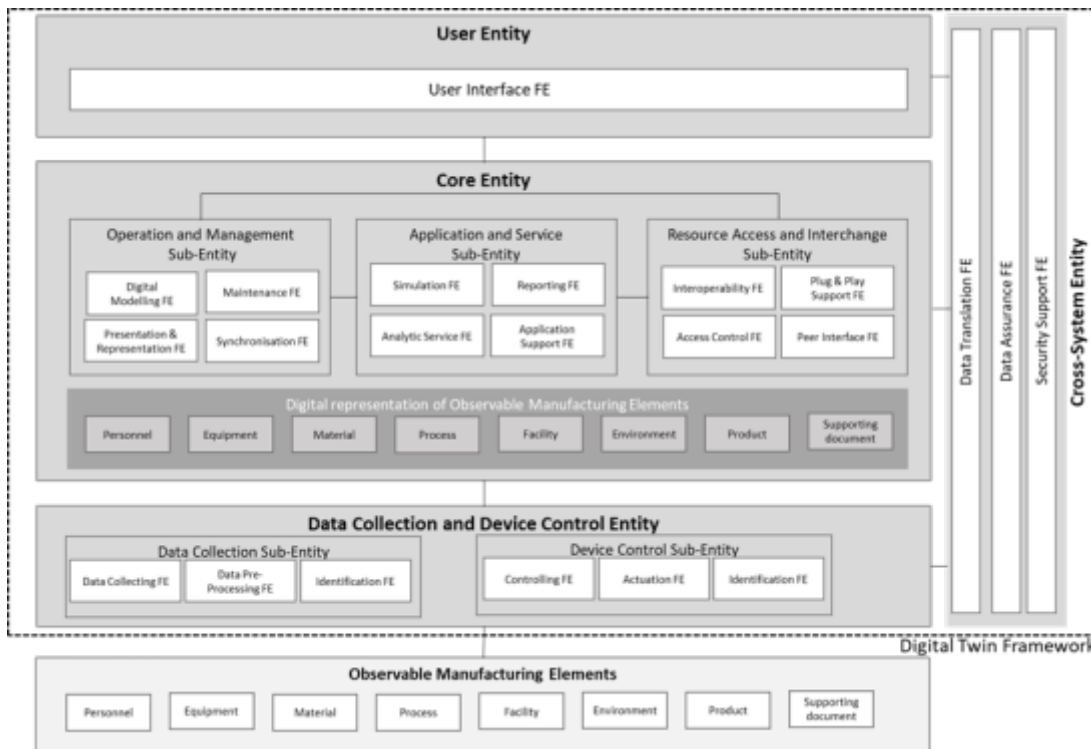 User Entity
User Interface FE
Core Entity
Operation and Management
Sub-Entity
Digital
Modelling FE
Maintenance FE
Presentation &
Representation FE
Synchronisation FE
Application and Service
Sub-Entity
Simulation FE
Reporting FE
Analytic Service FE
Application
Support FE
Resource Access and Interchange
Sub-Entity
Interoperability FE
Plug & Play
Support FE
Access Control FE
Peer Interface FE
Digital representation of Observable Manufacturing Elements
Personnel
Equipment
Material
Process
Facility
Environment
Product
Supporting
document
Data Collection and Device Control Entity
Data Collection Sub-Entity
Data Collecting FE
Data Pre-
Processing FE
Identification FE
Device Control Sub-Entity
Controlling FE
Actuation FE
Identification FE
Data Translation FE
Data Assurance FE
Security Support FE
Cross-System Entity
Digital Twin Framework
Observable Manufacturing Elements
Personnel
Equipment
Material
Process
Facility
Environment
Product
Supporting
document